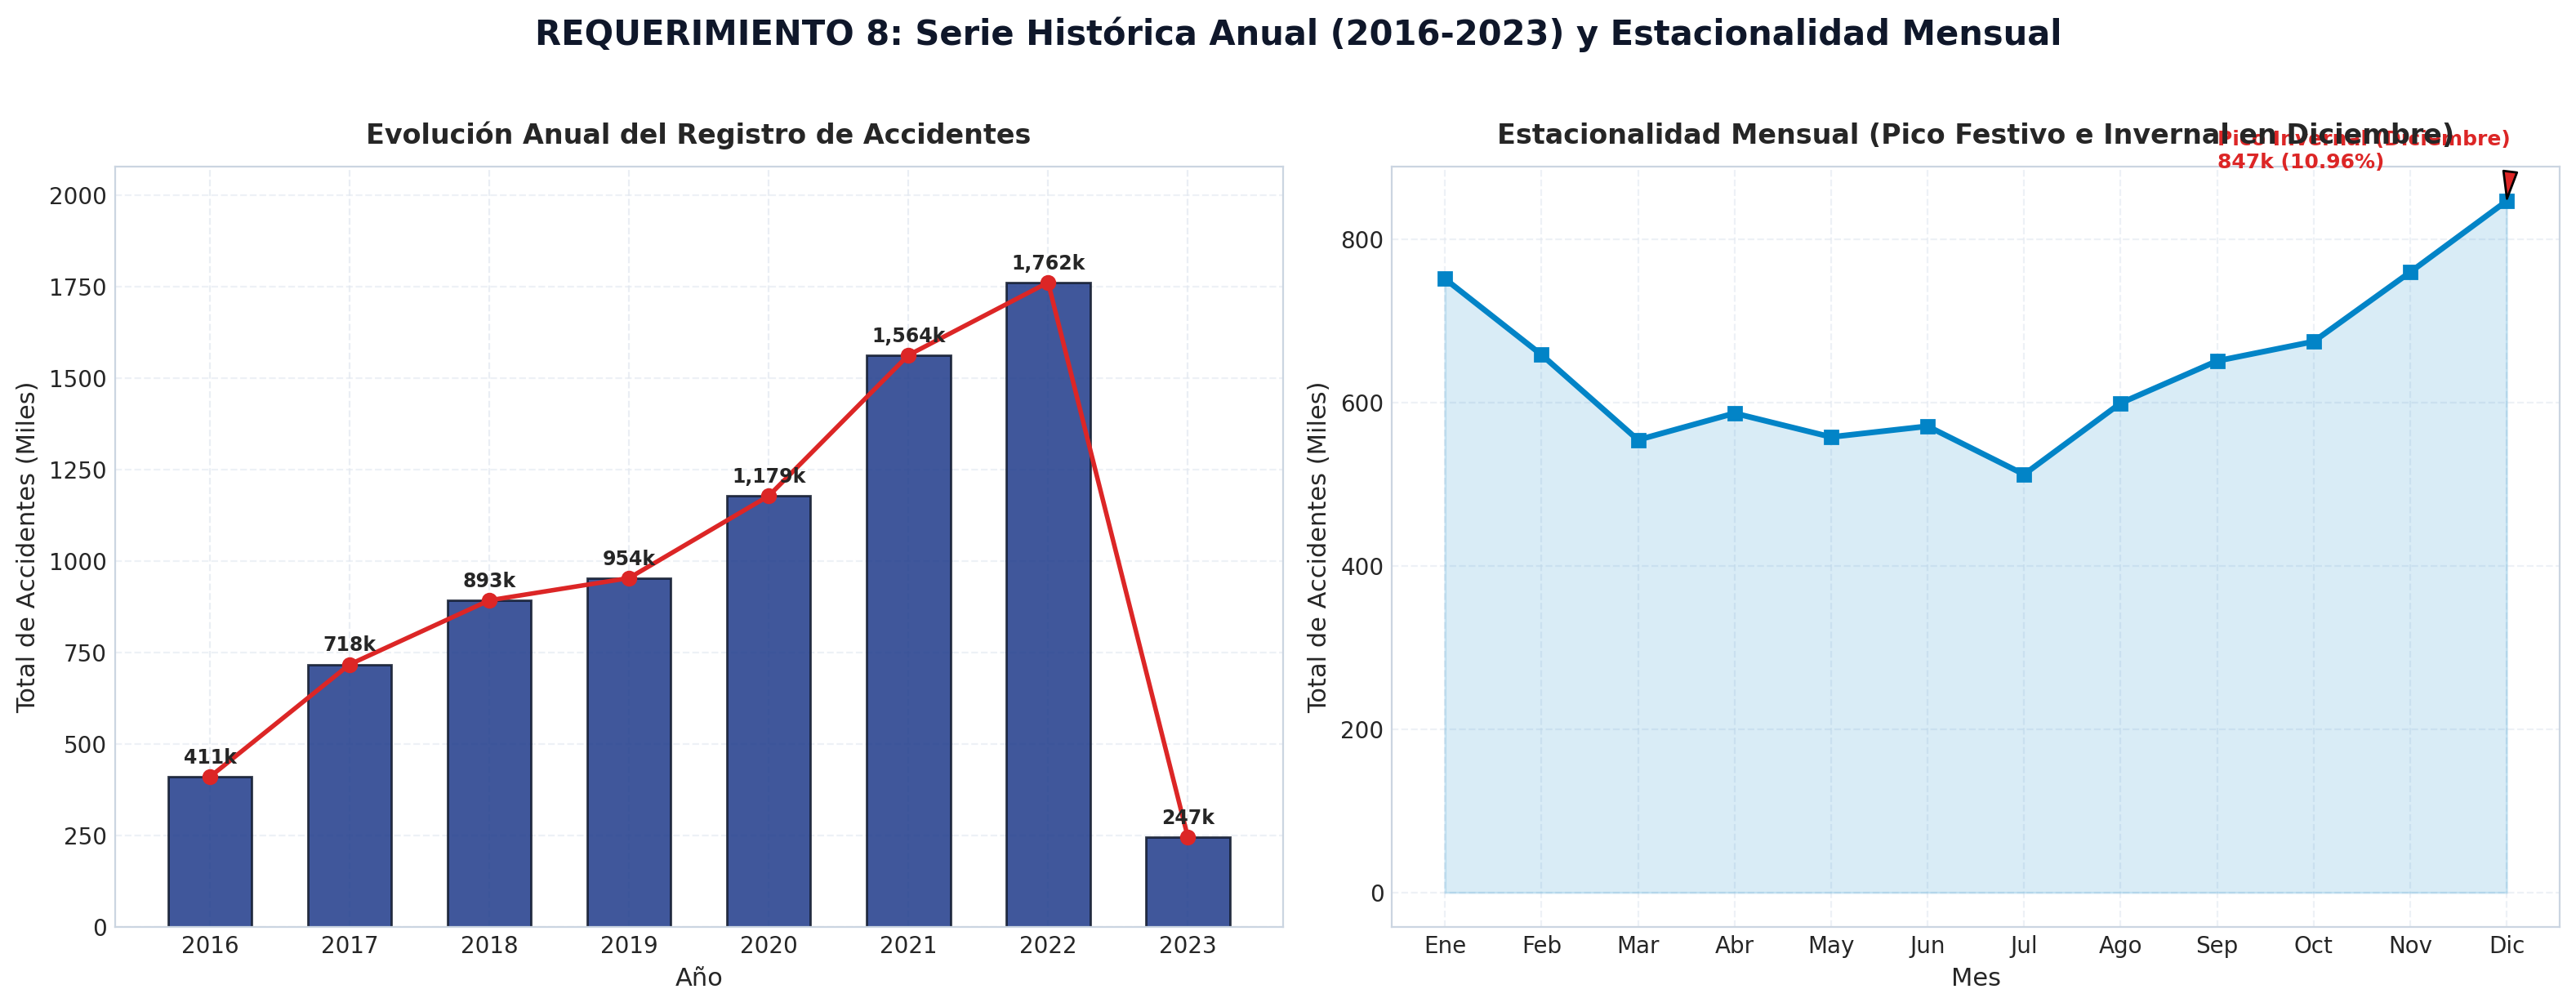 REQUERIMIENTO 8: Serie Histórica Anual (2016-2023) y Estacionalidad Mensual
Evolución Anual del Registro de Accidentes
Total de Accidentes (Miles)
2000
1750
1500
1250
1000
750
500
250
0
411k
718k
893k
954k
1,179k
1,564k
1,762k
247k
2016 2017 2018 2019 2020 2021 2022 2023
Año
Estacionalidad Mensual (Pico Festivo e Invernal en Diciembre)
Pico Invernal (Diciembre)
847k (10.96%)
Total de Accidentes (Miles)
800
600
400
200
0
Ene Feb Mar Abr May Jun Jul Ago Sep Oct Nov Dic
Mes